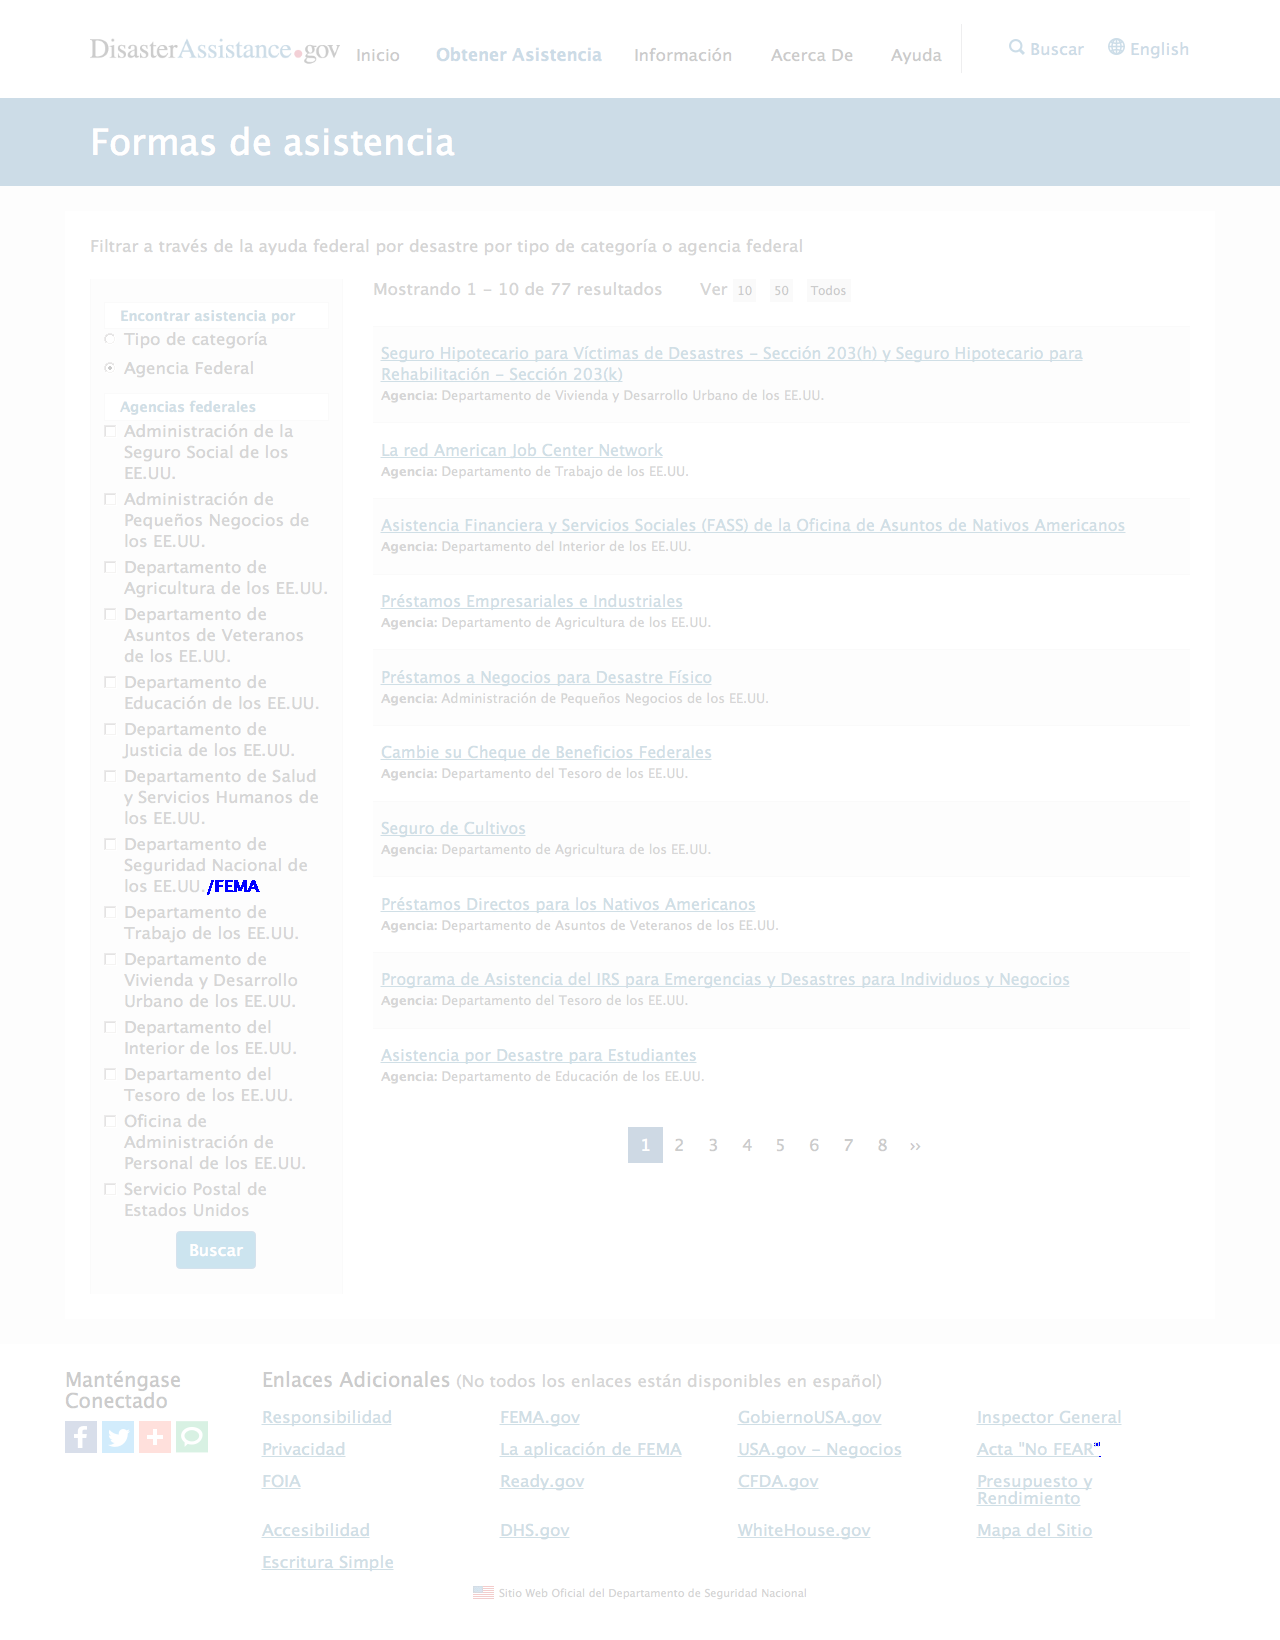 DisasterAssistance.gov
Inicio Obtener Asistencia Información Acerca De Ayuda Buscar English
Formas de asistencia
Filtrar a través de la ayuda federal por desastre por tipo de categoría o agencia federal
Encontrar asistencia por
Tipo de categoría
Agencia Federal
Agencias federales
Administración de la
Seguro Social de los
EE.UU.
Administración de
Pequeños Negocios de
los EE.UU.
Departamento de
Agricultura de los EE.UU.
Departamento de
Asuntos de Veteranos
de los EE.UU.
Departamento de
Educación de los EE.UU.
Departamento de
Justicia de los EE.UU.
Departamento de Salud
y Servicios Humanos de
los EE.UU.
Departamento de
Seguridad Nacional de
los EE.UU./FEMA
Departamento de
Trabajo de los EE.UU.
Departamento de
Vivienda y Desarrollo
Urbano de los EE.UU.
Departamento del
Interior de los EE.UU.
Departamento del
Tesoro de los EE.UU.
Oficina de
Administración de
Personal de los EE.UU.
Servicio Postal de
Estados Unidos
Buscar
Mostrando 1 - 10 de 77 resultados Ver 10 50 Todos
Seguro Hipotecario para Víctimas de Desastres - Sección 203(h) y Seguro Hipotecario para
Rehabilitación - Sección 203(k)
Agencia: Departamento de Vivienda y Desarrollo Urbano de los EE.UU.
La red American Job Center Network
Agencia: Departamento de Trabajo de los EE.UU.
Asistencia Financiera y Servicios Sociales (FASS) de la Oficina de Asuntos de Nativos Americanos
Agencia: Departamento del Interior de los EE.UU.
Préstamos Empresariales e Industriales
Agencia: Departamento de Agricultura de los EE.UU.
Préstamos a Negocios para Desastre Físico
Agencia: Administración de Pequeños Negocios de los EE.UU.
Cambie su Cheque de Beneficios Federales
Agencia: Departamento del Tesoro de los EE.UU.
Seguro de Cultivos
Agencia: Departamento de Agricultura de los EE.UU.
Préstamos Directos para los Nativos Americanos
Agencia: Departamento de Asuntos de Veteranos de los EE.UU.
Programa de Asistencia del IRS para Emergencias y Desastres para Individuos y Negocios
Agencia: Departamento del Tesoro de los EE.UU.
Asistencia por Desastre para Estudiantes
Agencia: Departamento de Educación de los EE.UU.
1 2 3 4 5 6 7 8 ››
Manténgase
Conectado
Enlaces Adicionales (No todos los enlaces están disponibles en español)
Responsibilidad FEMA.gov GobiernoUSA.gov Inspector General
Privacidad La aplicación de FEMA USA.gov - Negocios Acta "No FEAR"
FOIA Ready.gov CFDA.gov Presupuesto y
Rendimiento
Accesibilidad DHS.gov WhiteHouse.gov Mapa del Sitio
Escritura Simple
Sitio Web Oficial del Departamento de Seguridad Nacional